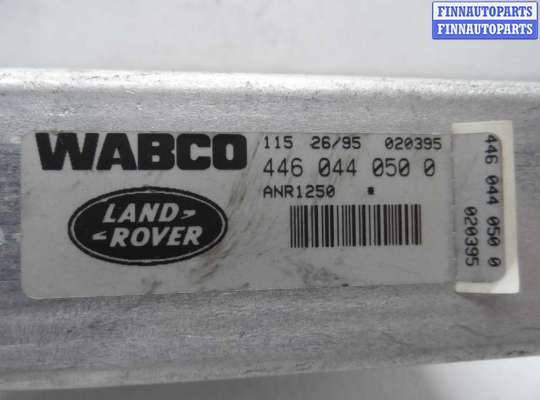 FINNAUTOPARTS
FINNAUTOPARTS
WABCO
115 26/95 020395
446 044 050 0
ANR1250 *
LAND
ROVER
446 044 050 0
020395